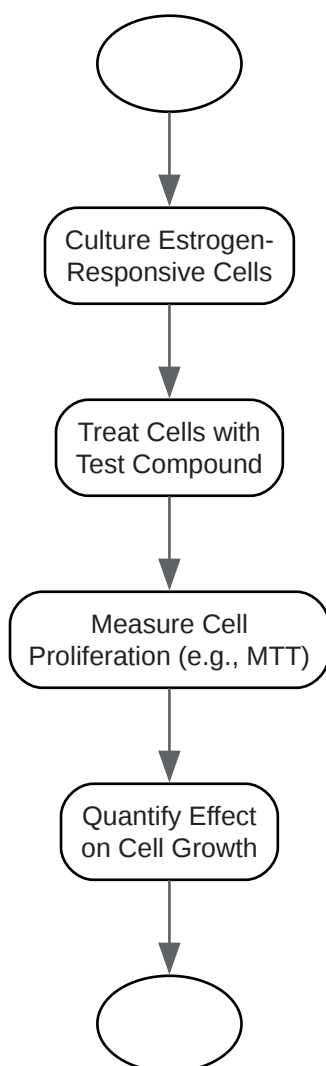 Culture Estrogen-
Responsive Cells
Treat Cells with
Test Compound
Measure Cell
Proliferation (e.g., MTT)
Quantify Effect
on Cell Growth